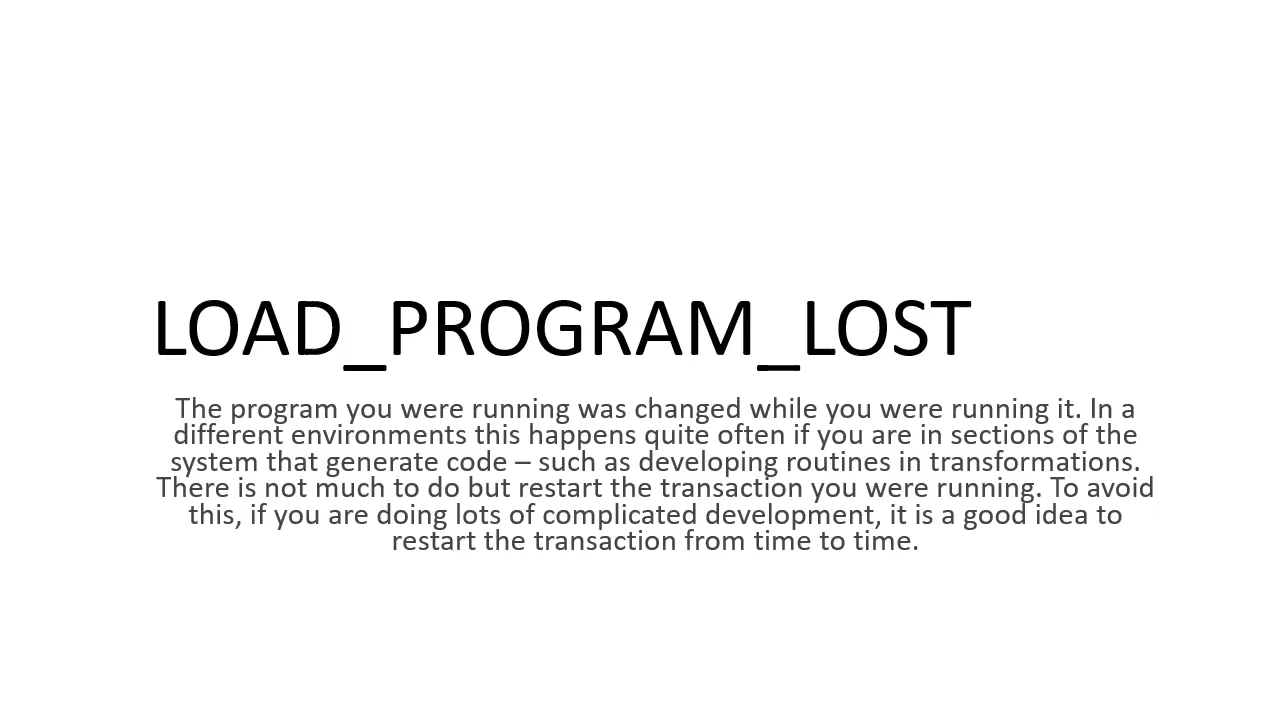 LOAD_PROGRAM_LOST
The program you were running was changed while you were running it. In a
different environments this happens quite often if you are in sections of the
system that generate code – such as developing routines in transformations.
There is not much to do but restart the transaction you were running. To avoid
this, if you are doing lots of complicated development, it is a good idea to
restart the transaction from time to time.